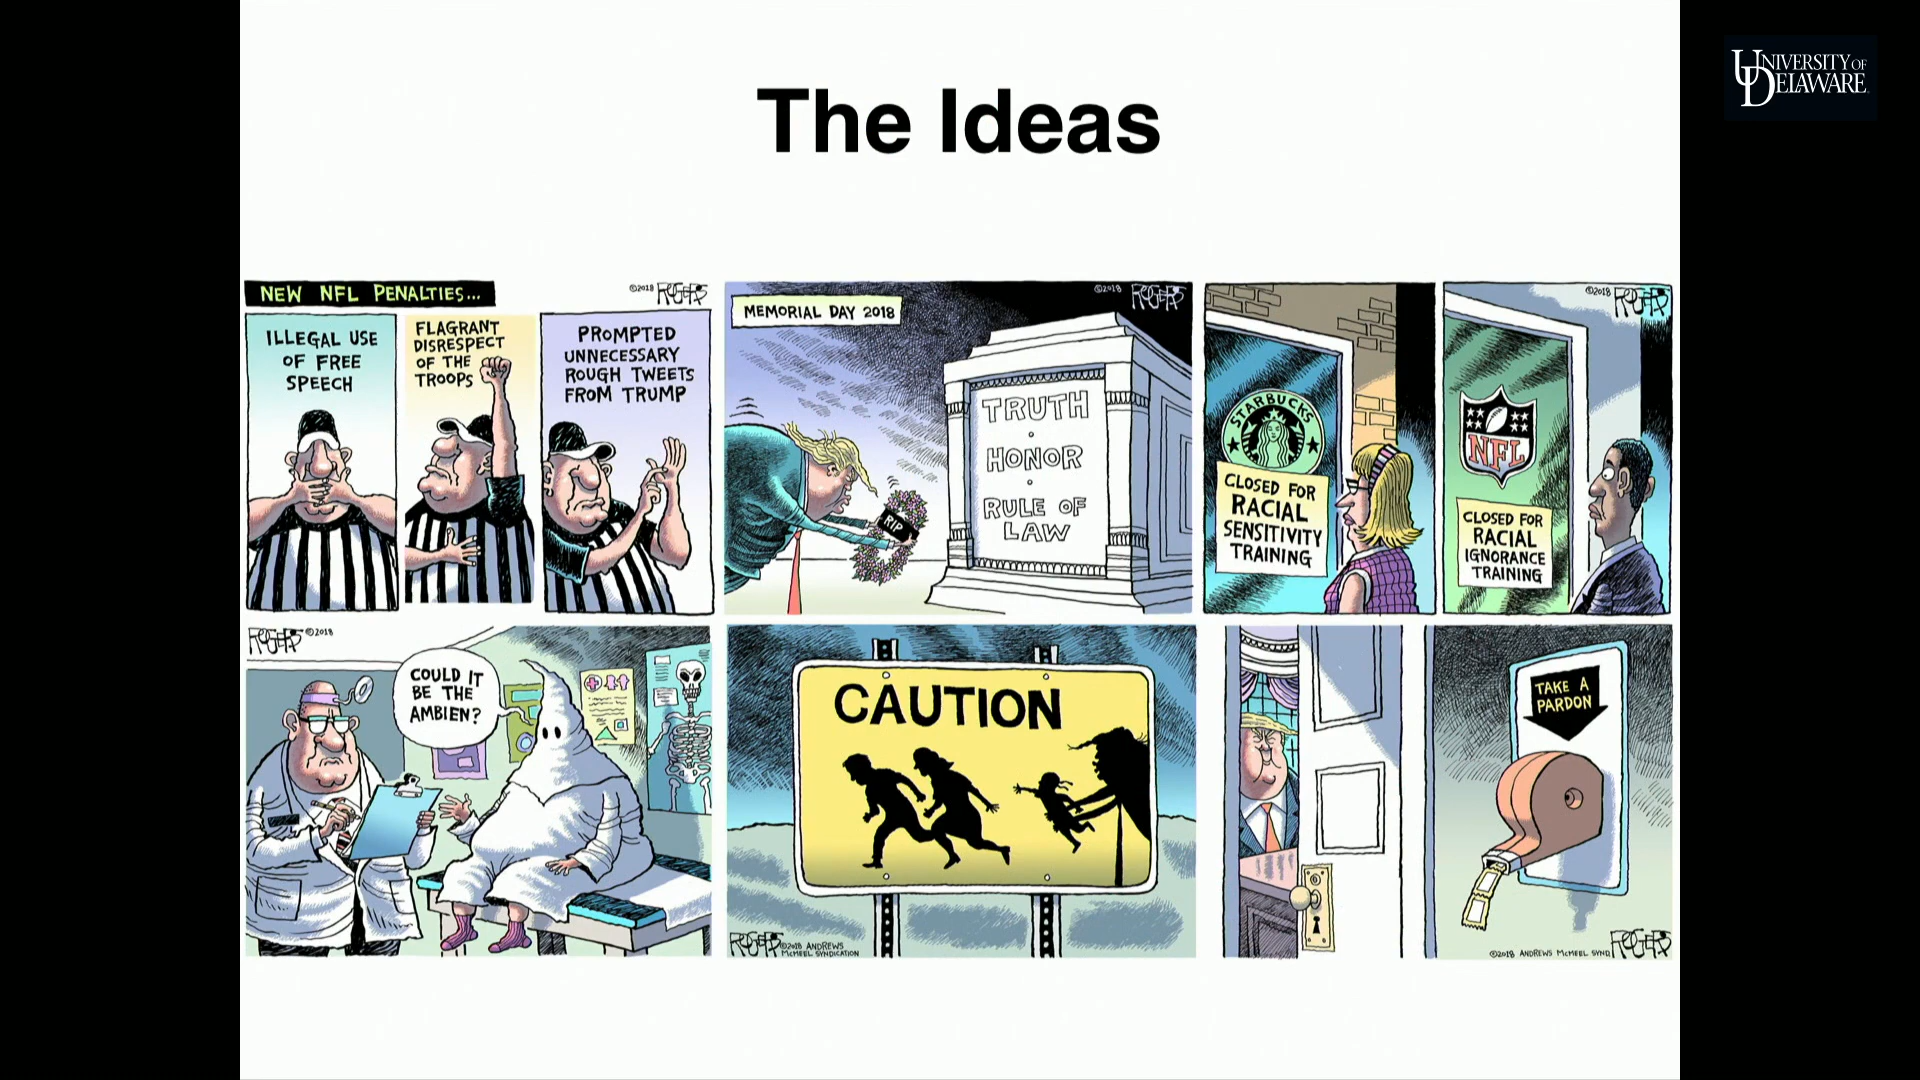 The Ideas
UNIVERSITY OF
DELAWARE
NEW NFL PENALTIES...
©2018 ROGERS
ILLEGAL USE
OF FREE
SPEECH
FLAGRANT
DISRESPECT
OF THE
TROOPS
PROMPTED
UNNECESSARY
ROUGH TWEETS
FROM TRUMP
©2018 ROGERS
MEMORIAL DAY 2018
TRUTH
HONOR
RULE OF
LAW
RIP
©2018 ROGERS
STARBUCKS
CLOSED FOR
RACIAL
SENSITIVITY
TRAINING
NFL
CLOSED FOR
RACIAL
IGNORANCE
TRAINING
ROGERS ©2018
COULD IT
BE THE
AMBIEN?
CAUTION
ROGERS ©2018 ANDREWS
MCMEEL SYNDICATION
TAKE A
PARDON
©2018 ANDREWS MCMEEL SYND. ROGERS